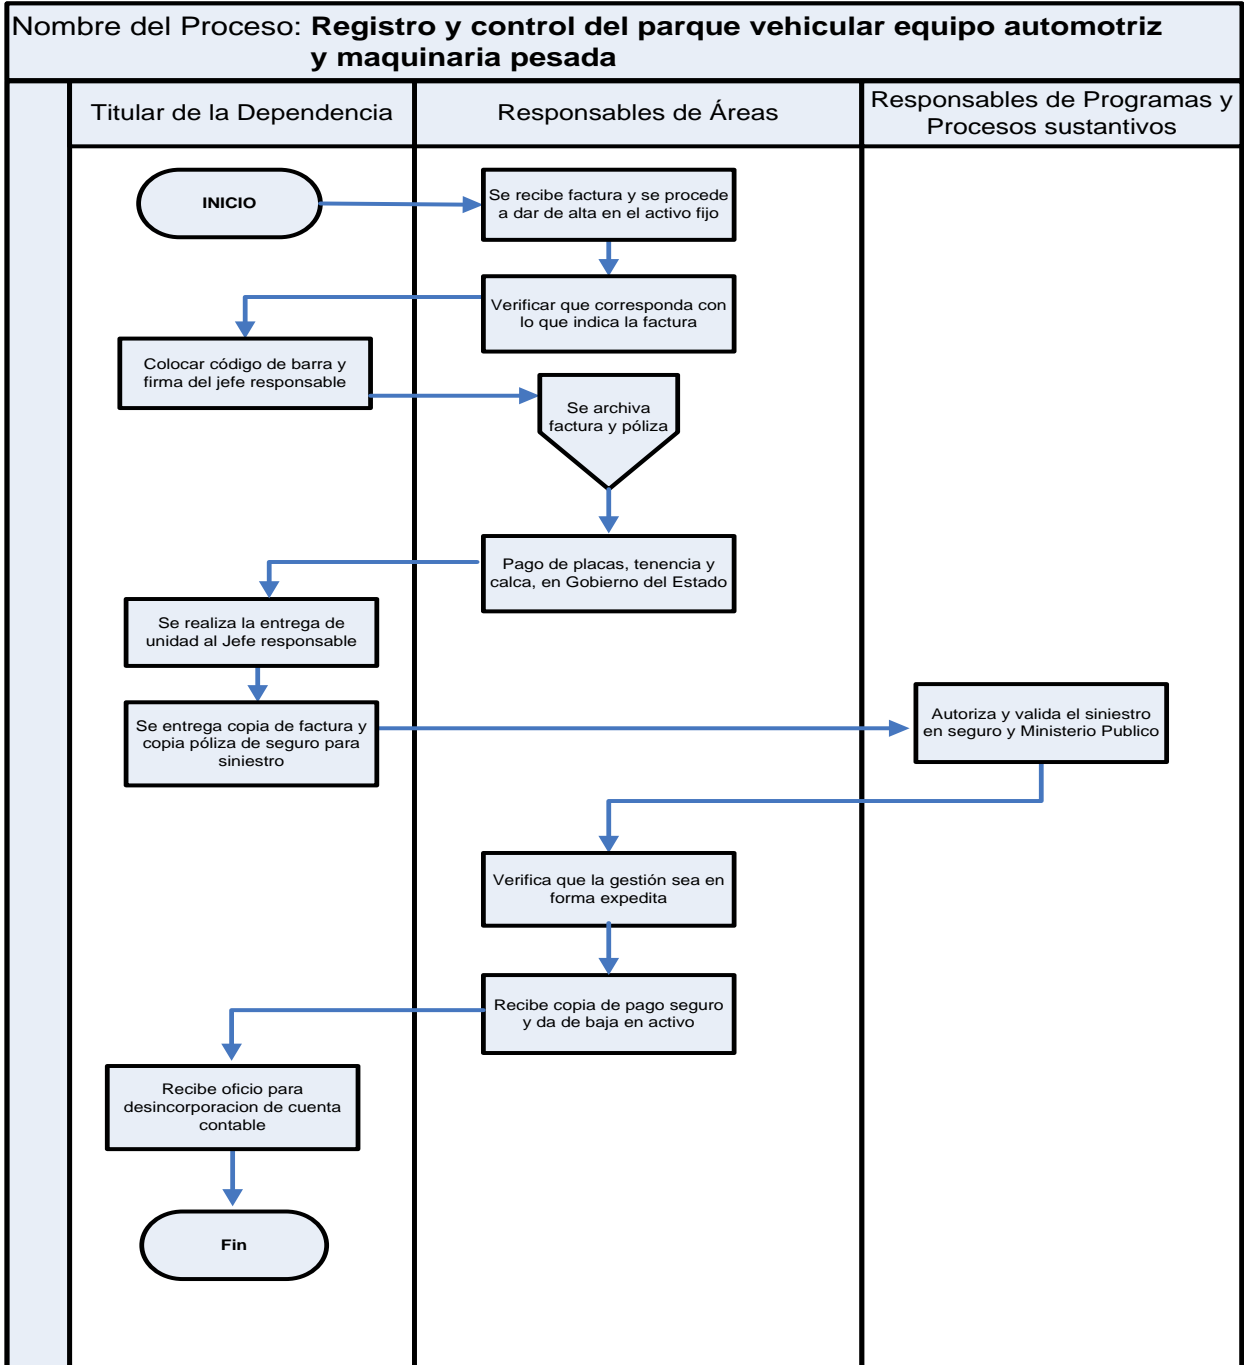 Nombre del Proceso: Registro y control del parque vehicular equipo automotriz
y maquinaria pesada
Titular de la Dependencia
Responsables de Áreas
Responsables de Programas y
Procesos sustantivos
INICIO
Se recibe factura y se procede
a dar de alta en el activo fijo
Verificar que corresponda con
lo que indica la factura
Colocar código de barra y
firma del jefe responsable
Se archiva
factura y póliza
Pago de placas, tenencia y
calca, en Gobierno del Estado
Se realiza la entrega de
unidad al Jefe responsable
Se entrega copia de factura y
copia póliza de seguro para
siniestro
Autoriza y valida el siniestro
en seguro y Ministerio Publico
Verifica que la gestión sea en
forma expedita
Recibe copia de pago seguro
y da de baja en activo
Recibe oficio para
desincorporacion de cuenta
contable
Fin